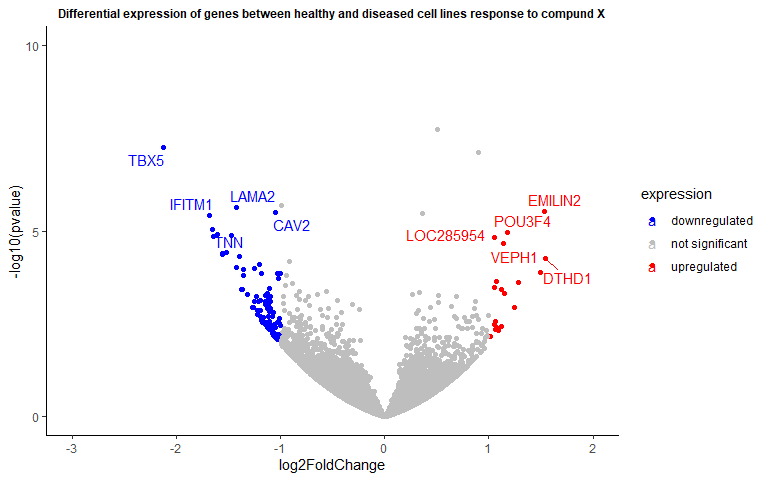 Differential expression of genes between healthy and diseased cell lines response to compund X
10
5
0
-log10(pvalue)
-3
-2
-1
0
1
2
log2FoldChange
TBX5
IFITM1
LAMA2
CAV2
TNN
EMILIN2
POU3F4
LOC285954
VEPH1
DTHD1
expression
a downregulated
a not significant
a upregulated